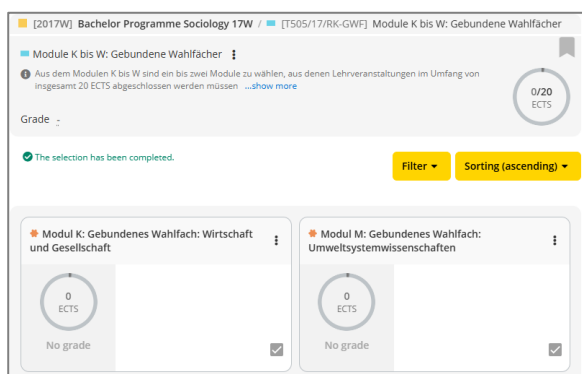 [2017W] Bachelor Programme Sociology 17W / [T505/17/RK-GWF] Module K bis W: Gebundene Wahlfächer
Module K bis W: Gebundene Wahlfächer
Aus dem Modulen K bis W sind ein bis zwei Module zu wählen, aus denen Lehrveranstaltungen im Umfang von
insgesamt 20 ECTS abgeschlossen werden müssen ...show more
0/20
ECTS
Grade -
The selection has been completed.
Filter
Sorting (ascending)
Modul K: Gebundenes Wahlfach: Wirtschaft
und Gesellschaft
0
ECTS
No grade
Modul M: Gebundenes Wahlfach:
Umweltsystemwissenschaften
0
ECTS
No grade